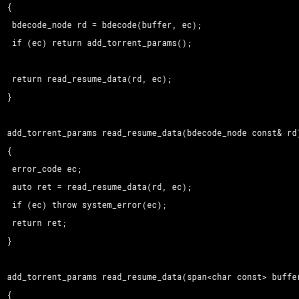 {
bdecode_node rd = bdecode(buffer, ec);
if (ec) return add_torrent_params();
return read_resume_data(rd, ec);
}
add_torrent_params read_resume_data(bdecode_node const& rd)
{
error_code ec;
auto ret = read_resume_data(rd, ec);
if (ec) throw system_error(ec);
return ret;
}
add_torrent_params read_resume_data(span<char const> buffer
{